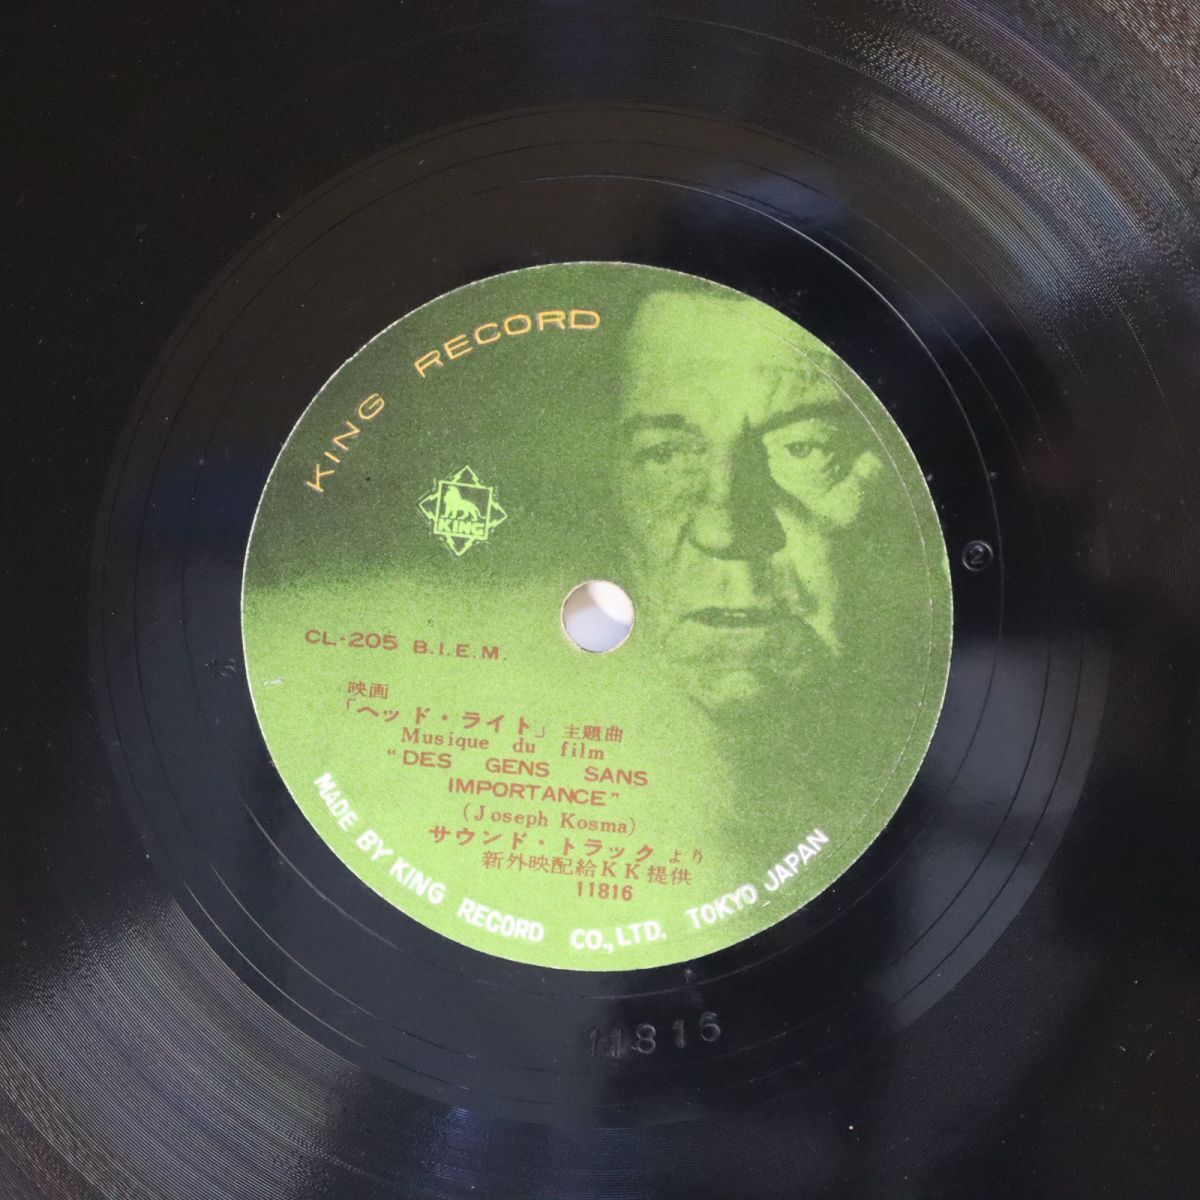 KING RECORD
KING
CL-205 B.I.E.M.
映画
「ヘッド・ライト」主題曲
Musique du film
“DES GENS SANS
IMPORTANCE”
(Joseph Kosma)
サウンド・トラックより
新外映配給KK提供
11816
MADE BY KING RECORD CO., LTD. TOKYO JAPAN
2
11816